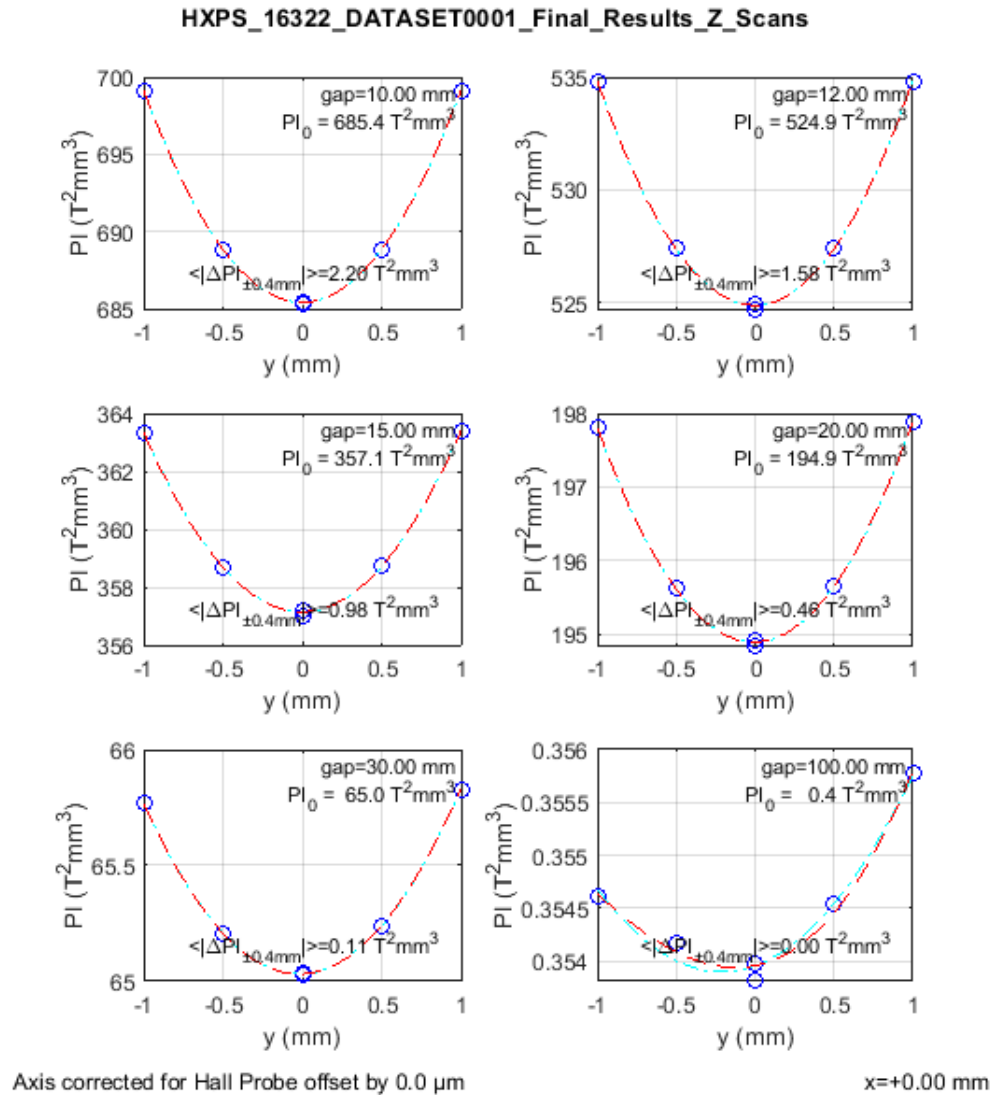 HXPS_16322_DATASET0001_Final_Results_Z_Scans
700
695
690
685
PI (T²mm³)
gap=10.00 mm
PI₀ = 685.4 T²mm³
<|ΔPI±0.4mm|>=2.20 T²mm³
-1 -0.5 0 0.5 1
y (mm)
535
530
525
PI (T²mm³)
gap=12.00 mm
PI₀ = 524.9 T²mm³
<|ΔPI±0.4mm|>=1.58 T²mm³
-1 -0.5 0 0.5 1
y (mm)
364
362
360
358
356
PI (T²mm³)
gap=15.00 mm
PI₀ = 357.1 T²mm³
<|ΔPI±0.4mm|>=0.98 T²mm³
-1 -0.5 0 0.5 1
y (mm)
198
197
196
195
PI (T²mm³)
gap=20.00 mm
PI₀ = 194.9 T²mm³
<|ΔPI±0.4mm|>=0.46 T²mm³
-1 -0.5 0 0.5 1
y (mm)
66
65.5
65
PI (T²mm³)
gap=30.00 mm
PI₀ = 65.0 T²mm³
<|ΔPI±0.4mm|>=0.11 T²mm³
-1 -0.5 0 0.5 1
y (mm)
0.356
0.3555
0.355
0.3545
0.354
PI (T²mm³)
gap=100.00 mm
PI₀ = 0.4 T²mm³
<|ΔPI±0.4mm|>=0.00 T²mm³
-1 -0.5 0 0.5 1
y (mm)
Axis corrected for Hall Probe offset by 0.0 μm
x=+0.00 mm